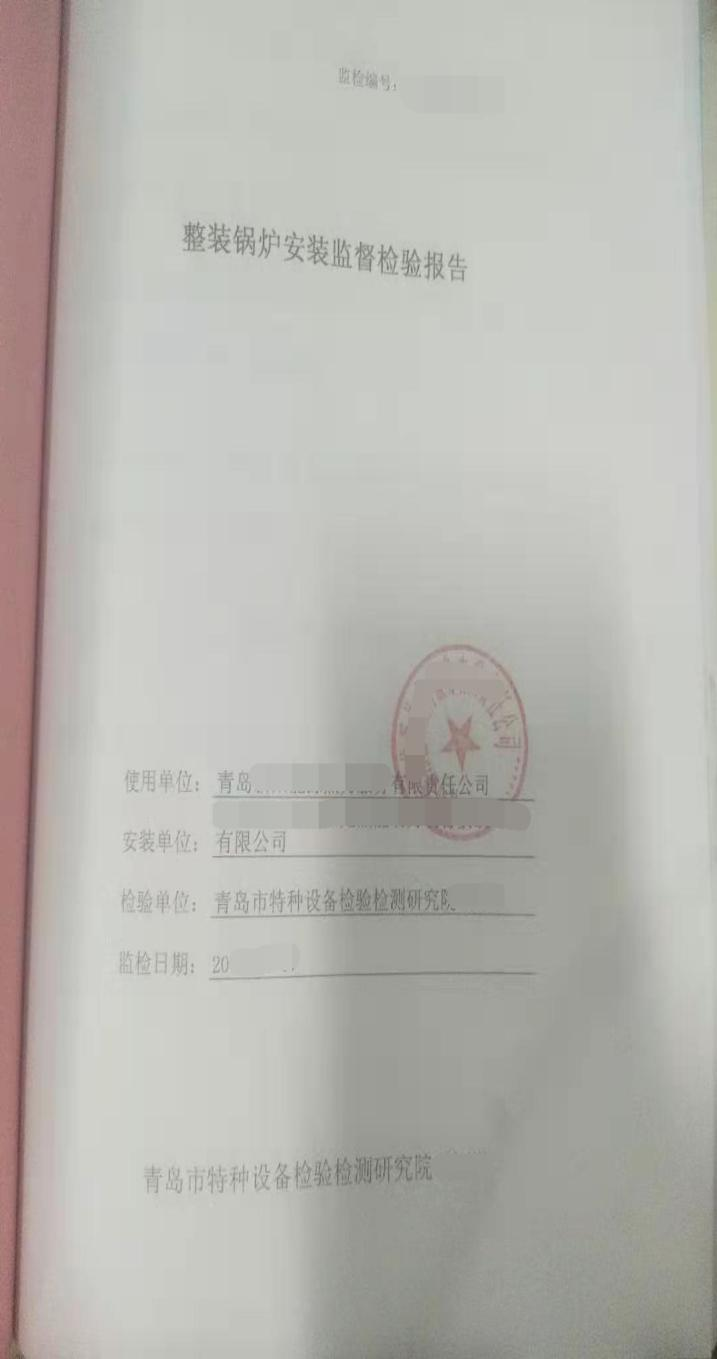 监检编号：
整装锅炉安装监督检验报告
公司
使用单位：青岛 有限责任公司
安装单位：有限公司
检验单位：青岛市特种设备检验检测研究院
监检日期：20
青岛市特种设备检验检测研究院